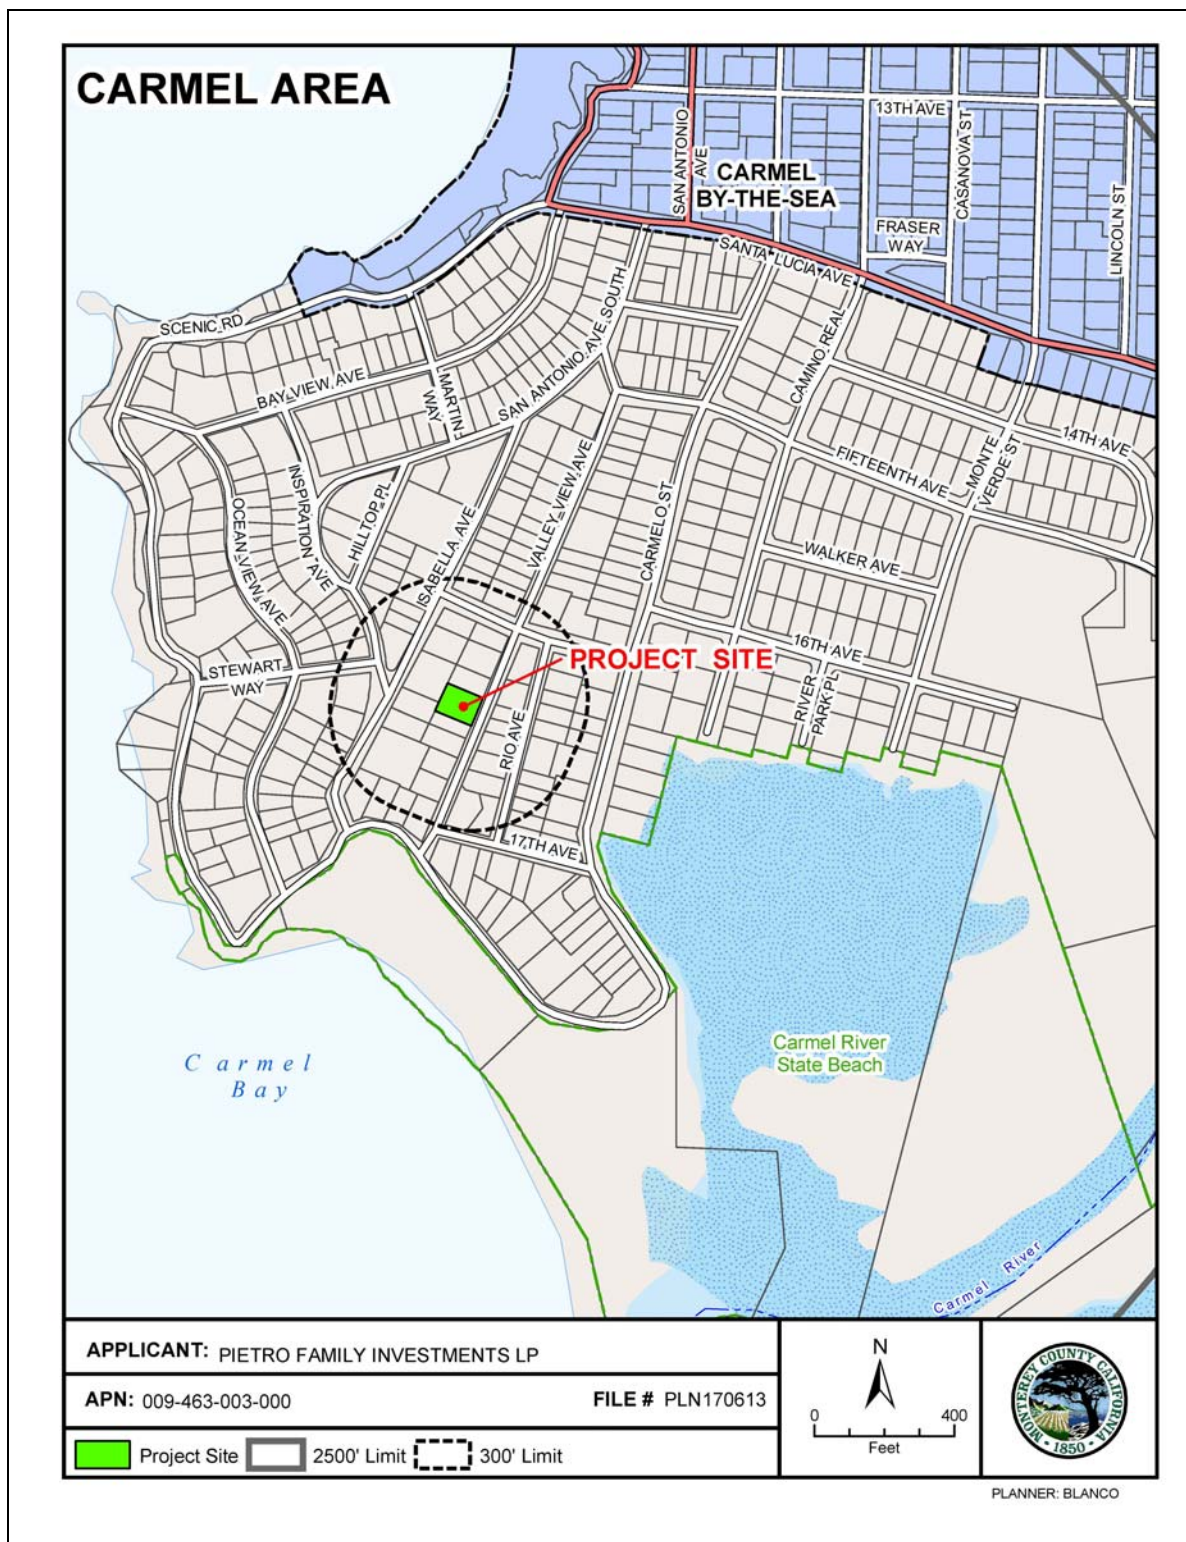 CARMEL AREA
13TH AVE
SAN ANTONIO
AVE
CASANOVA ST
LINCOLN ST
CARMEL
BY-THE-SEA
FRASER
WAY
SANTA LUCIA AVE
SCENIC RD
SAN ANTONIO AVE SOUTH
CAMINO REAL
BAY VIEW AVE
MARTIN
WAY
14TH AVE
MONTE
VERDE ST
FIFTEENTH AVE
INSPIRATION AVE
OCEAN VIEW AVE
HILLTOP PL
ISABELLA AVE
VALLEY VIEW AVE
CARMELO ST
WALKER AVE
16TH AVE
STEWART
WAY
PROJECT SITE
RIVER
PARK PL
RIO AVE
17TH AVE
Carmel River
State Beach
Carmel
Bay
Carmel River
APPLICANT: PIETRO FAMILY INVESTMENTS LP
APN: 009-463-003-000
FILE # PLN170613
Project Site
2500' Limit
300' Limit
N
0
400
Feet
MONTEREY COUNTY CALIFORNIA
1850
PLANNER: BLANCO